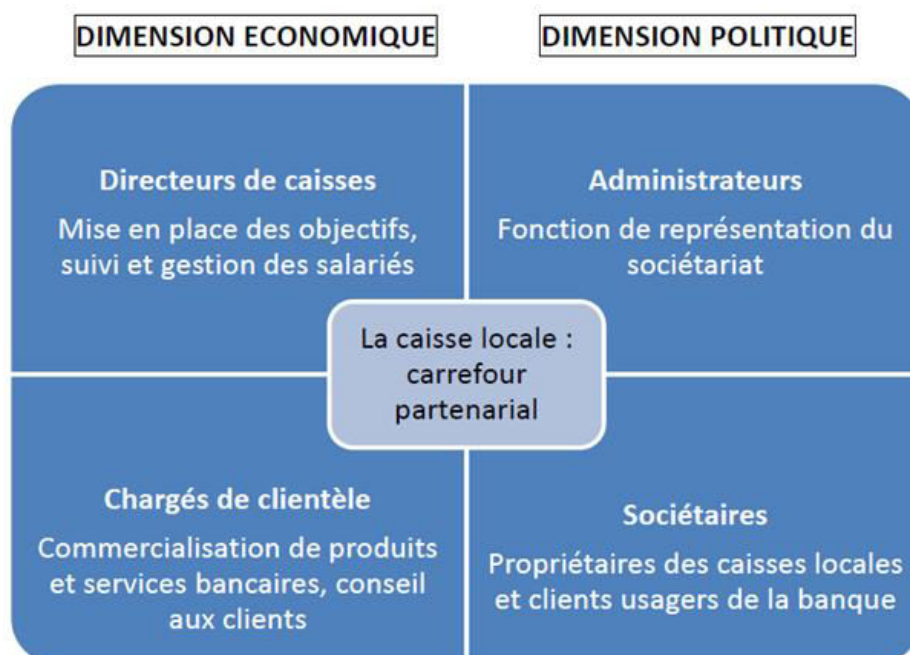 DIMENSION ECONOMIQUE
DIMENSION POLITIQUE
Directeurs de caisses
Mise en place des objectifs,
suivi et gestion des salariés
Administrateurs
Fonction de représentation du
sociétariat
La caisse locale :
carrefour
partenarial
Chargés de clientèle
Commercialisation de produits
et services bancaires, conseil
aux clients
Sociétaires
Propriétaires des caisses locales
et clients usagers de la banque